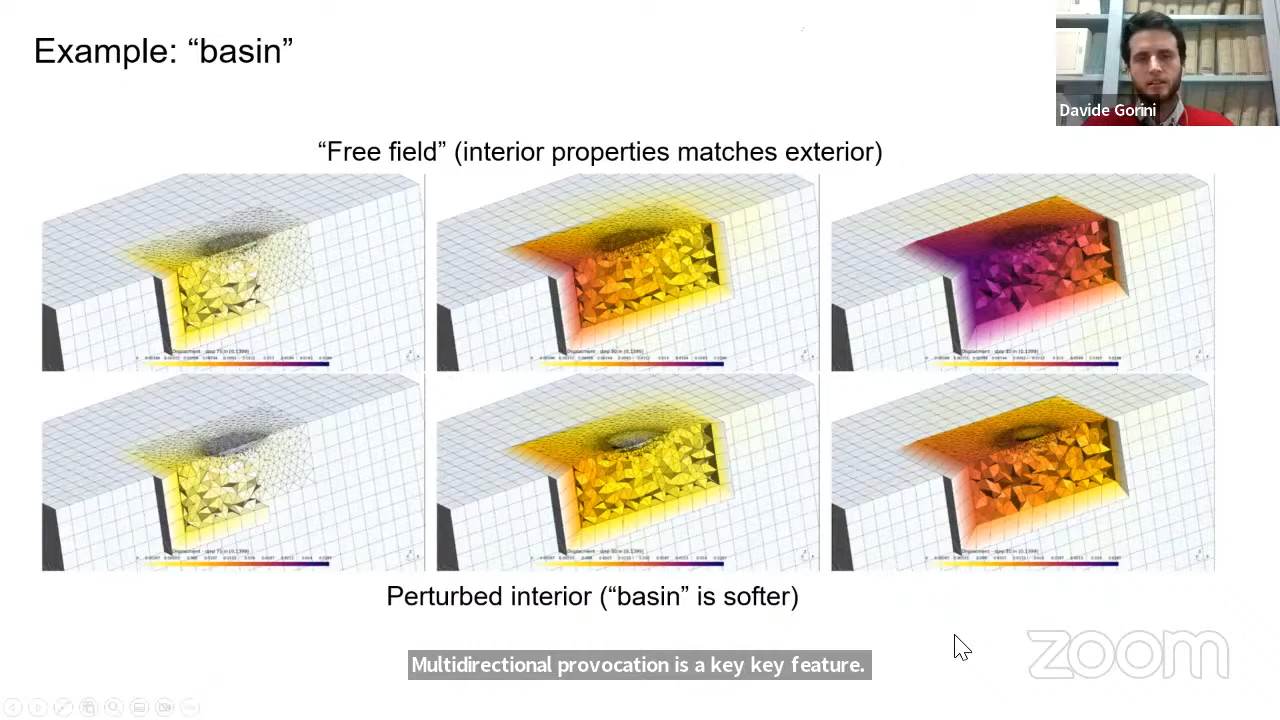 Example: “basin”
Davide Gorini
“Free field” (interior properties matches exterior)
Perturbed interior (“basin” is softer)
zoom
Multidirectional provocation is a key key feature.